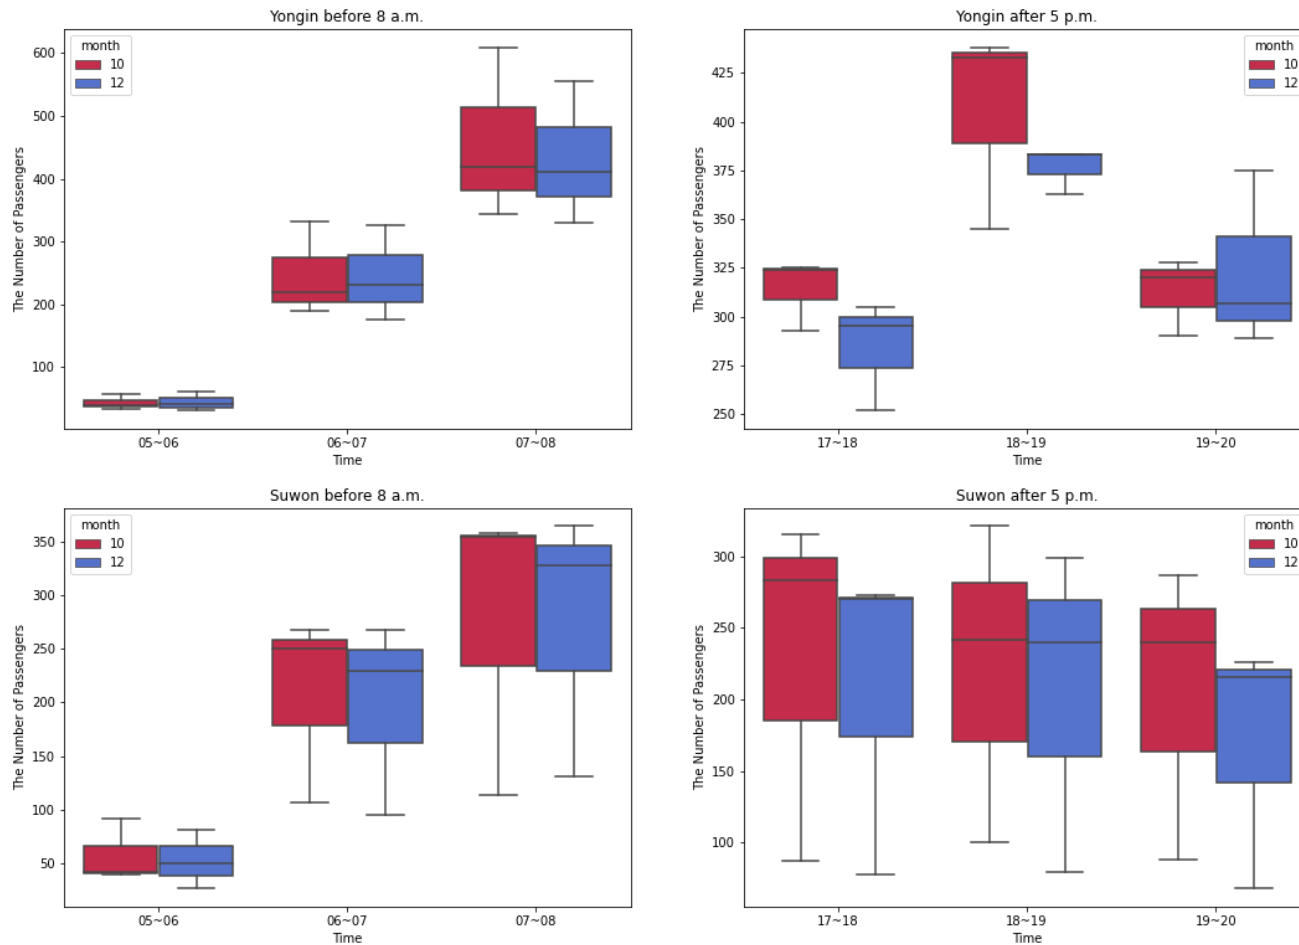 Yongin before 8 a.m.
month
10
12
The Number of Passengers
600
500
400
300
200
100
05~06
06~07
07~08
Time
Yongin after 5 p.m.
month
10
12
The Number of Passengers
425
400
375
350
325
300
275
250
17~18
18~19
19~20
Time
Suwon before 8 a.m.
month
10
12
The Number of Passengers
350
300
250
200
150
100
50
05~06
06~07
07~08
Time
Suwon after 5 p.m.
month
10
12
The Number of Passengers
300
250
200
150
100
17~18
18~19
19~20
Time